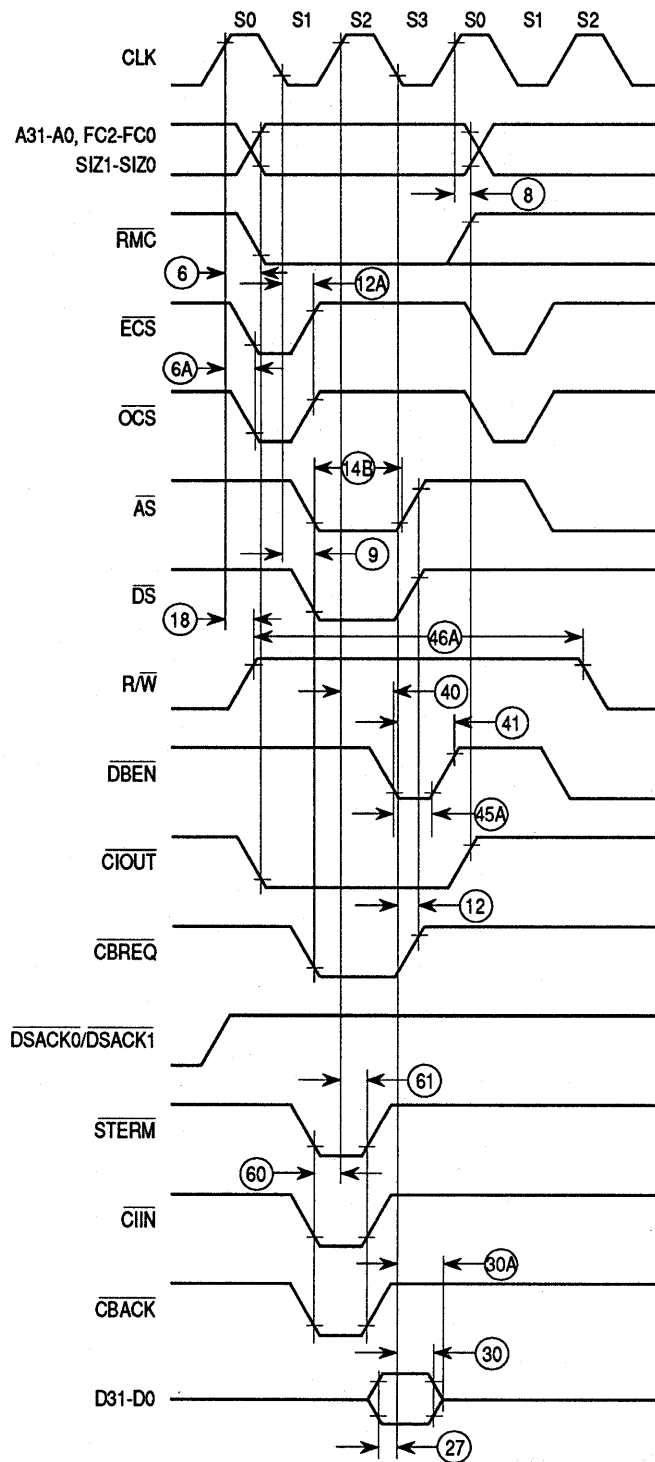 S0 S1 S2 S3 S0 S1 S2
CLK
A31-A0, FC2-FC0
SIZ1-SIZ0
8
RMC
6
12A
ECS
6A
OCS
14B
AS
9
DS
18
46A
R/W
40
41
DBEN
45A
CIOUT
12
CBREQ
DSACK0/DSACK1
61
STERM
60
CIIN
30A
CBACK
30
D31-D0
27